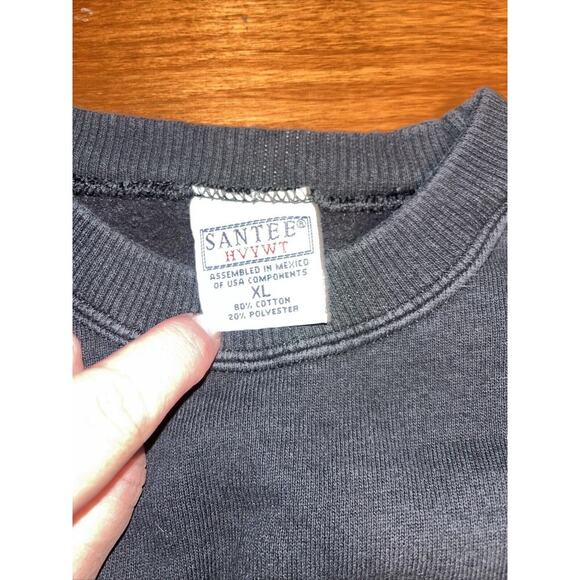 SANTEE®
HVYWT
ASSEMBLED IN MEXICO
OF USA COMPONENTS
XL
80% COTTON
20% POLYESTER